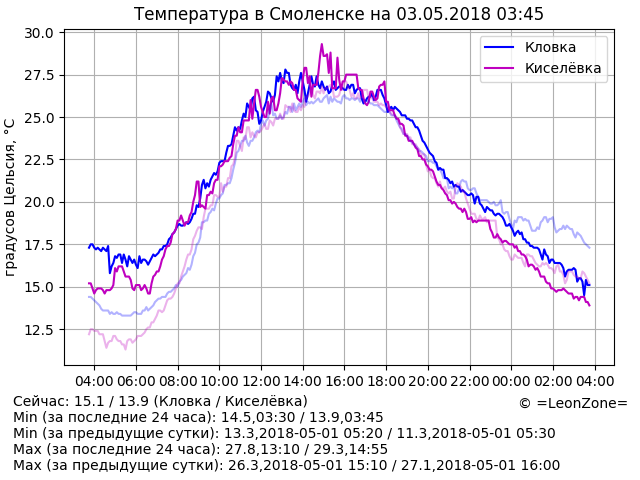 Температура в Смоленске на 03.05.2018 03:45
градусов Цельсия, °C
30.0
27.5
25.0
22.5
20.0
17.5
15.0
12.5
Кловка
Киселёвка
04:00 06:00 08:00 10:00 12:00 14:00 16:00 18:00 20:00 22:00 00:00 02:00 04:00
Сейчас: 15.1 / 13.9 (Кловка / Киселёвка)
© =LeonZone=
Min (за последние 24 часа): 14.5,03:30 / 13.9,03:45
Min (за предыдущие сутки): 13.3,2018-05-01 05:20 / 11.3,2018-05-01 05:30
Max (за последние 24 часа): 27.8,13:10 / 29.3,14:55
Max (за предыдущие сутки): 26.3,2018-05-01 15:10 / 27.1,2018-05-01 16:00